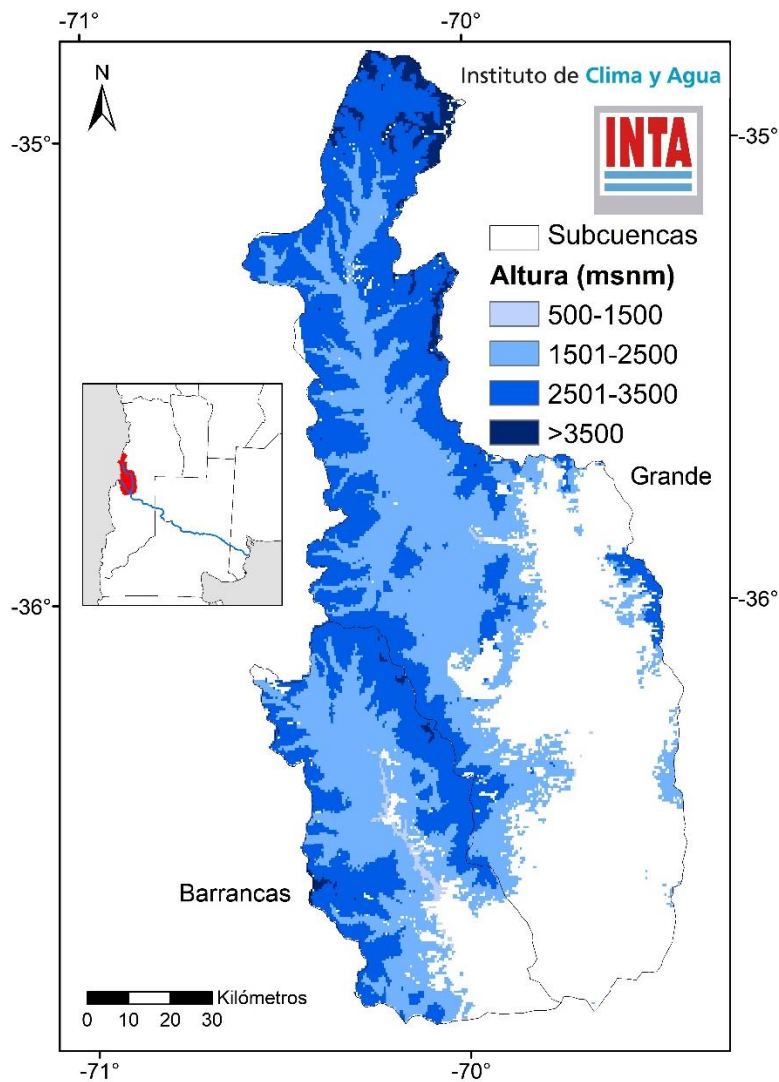 -71°
-70°
N
Instituto de Clima y Agua
-35°
-35°
INTA
Subcuencas
Altura (msnm)
500-1500
1501-2500
2501-3500
>3500
Grande
-36°
-36°
Barrancas
Kilómetros
0 10 20 30
-71°
-70°